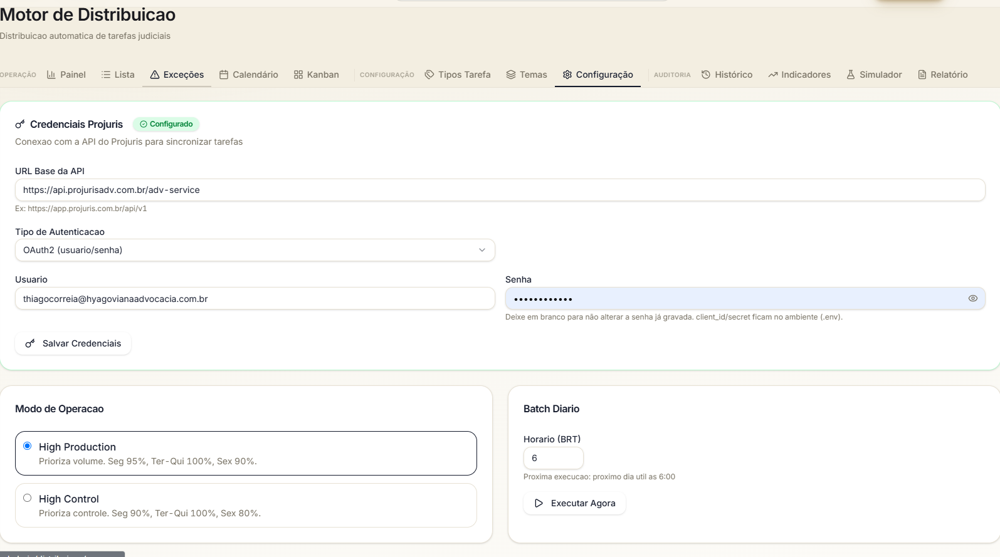 Motor de Distribuicao
Distribuicao automatica de tarefas judiciais
OPERAÇÃO Painel Lista Exceções Calendário Kanban CONFIGURAÇÃO Tipos Tarefa Temas Configuração AUDITORIA Histórico Indicadores Simulador Relatório
Credenciais Projuris Configurado
Conexao com a API do Projuris para sincronizar tarefas
URL Base da API
https://api.projurisadv.com.br/adv-service
Ex: https://app.projuris.com.br/api/v1
Tipo de Autenticacao
OAuth2 (usuario/senha)
Usuario
thiagocorreia@hyagovianaadvocacia.com.br
Senha
••••••••••••
Deixe em branco para não alterar a senha já gravada. client_id/secret ficam no ambiente (.env).
Salvar Credenciais
Modo de Operacao
High Production
Prioriza volume. Seg 95%, Ter-Qui 100%, Sex 90%.
High Control
Prioriza controle. Seg 90%, Ter-Qui 100%, Sex 80%.
Batch Diario
Horario (BRT)
6
Proxima execucao: proximo dia util as 6:00
Executar Agora